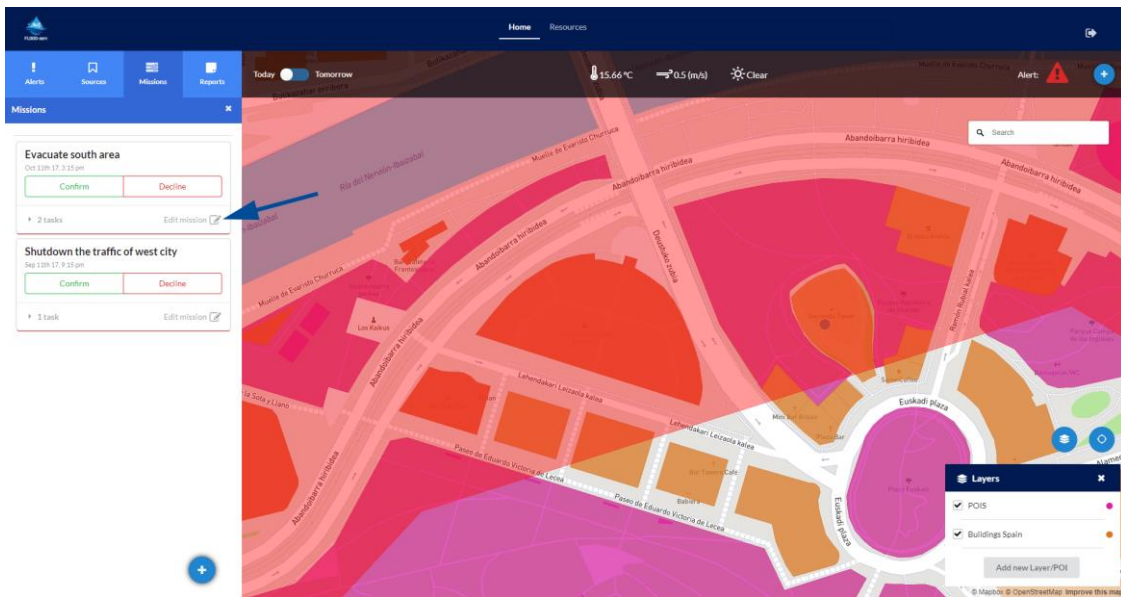 FLOOD-serv
Home Resources
Alerts Sources Missions Reports
Today Tomorrow
15.66 °C 0.5 (m/s) Clear
Alert:
Missions
Search
Evacuate south area
Oct 11th 17, 3:15 pm
Confirm Decline
2 tasks Edit mission
Shutdown the traffic of west city
Sep 11th 17, 9:15 pm
Confirm Decline
1 task Edit mission
Muelle de Evaristo Churruca
Ría del Nervión-Ibaizabal
Abandoibarra hiribidea
Abandoibarra hiribidea
Abandoibarra hiribidea
Abandoibarra hiribidea
Deustuko zubia
Muelle de Evaristo Churruca
Los Kaikus
Ramón Rubial kalea
Lehendakari Leizaola kalea
Lehendakari Leizaola kalea
Euskadi plaza
Paseo de Eduardo Victoria de Lecea
Paseo de Eduardo Victoria de Lecea
Babiera
Plaza Euskadi
Euskadi plaza
Layers
POIS
Buildings Spain
Add new Layer/POI
© Mapbox © OpenStreetMap Improve this map